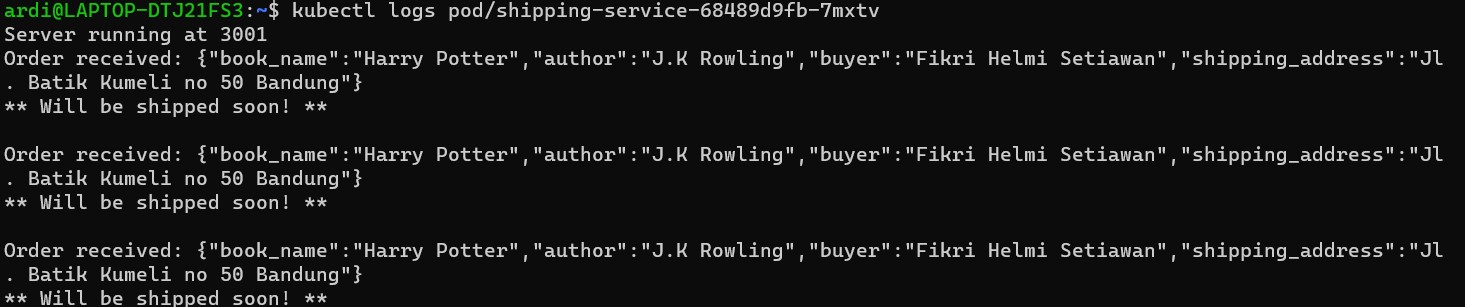 ardi@LAPTOP-DTJ21FS3:~$ kubectl logs pod/shipping-service-68489d9fb-7mxtv
Server running at 3001
Order received: {"book_name":"Harry Potter","author":"J.K Rowling","buyer":"Fikri Helmi Setiawan","shipping_address":"Jl
. Batik Kumeli no 50 Bandung"}
** Will be shipped soon! **
Order received: {"book_name":"Harry Potter","author":"J.K Rowling","buyer":"Fikri Helmi Setiawan","shipping_address":"Jl
. Batik Kumeli no 50 Bandung"}
** Will be shipped soon! **
Order received: {"book_name":"Harry Potter","author":"J.K Rowling","buyer":"Fikri Helmi Setiawan","shipping_address":"Jl
. Batik Kumeli no 50 Bandung"}
** Will be shipped soon! **